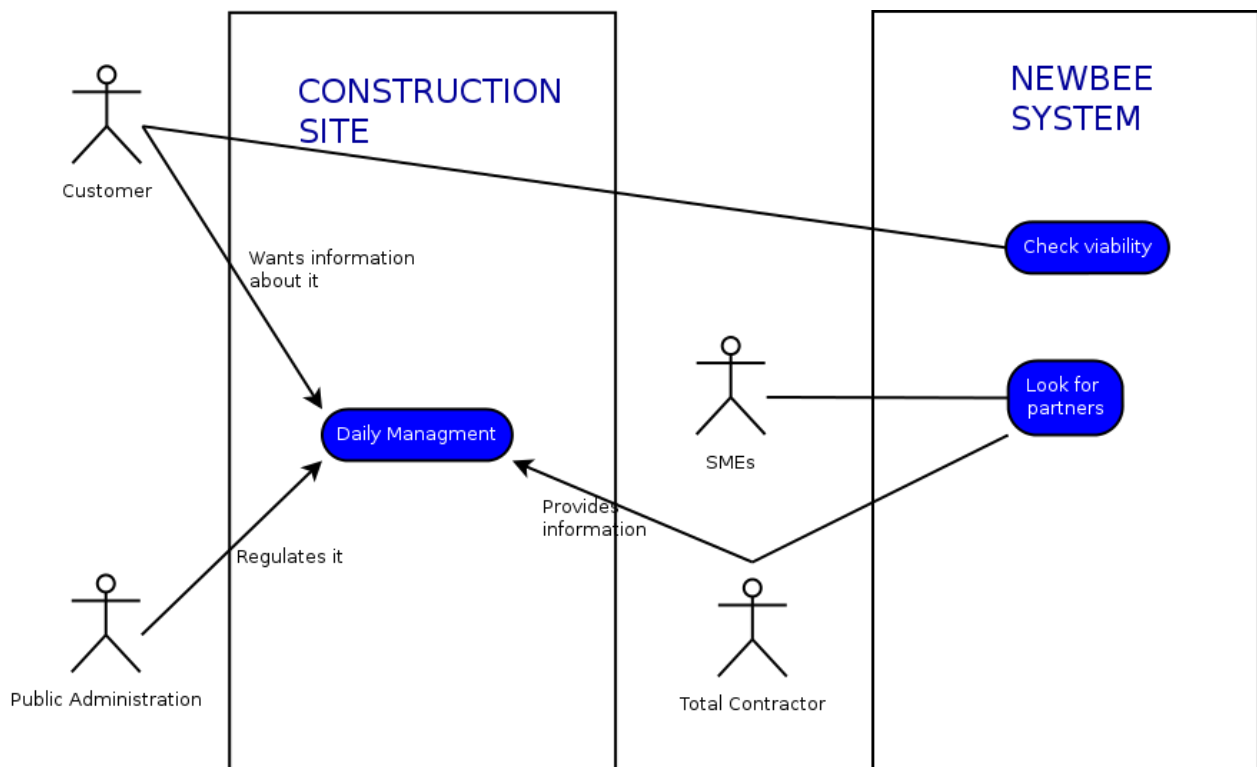 CONSTRUCTION
SITE
NEWBEE
SYSTEM
Customer
Check viability
Wants information
about it
Look for
partners
Daily Managment
SMEs
Provides
information
Regulates it
Public Administration
Total Contractor